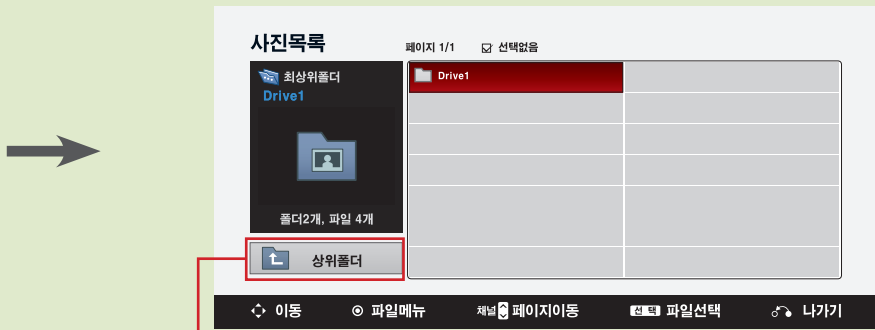 사진목록
페이지 1/1 선택없음
최상위폴더
Drive1
Drive1
폴더2개, 파일 4개
상위폴더
이동 파일메뉴 채널 페이지이동 선택 파일선택 나가기